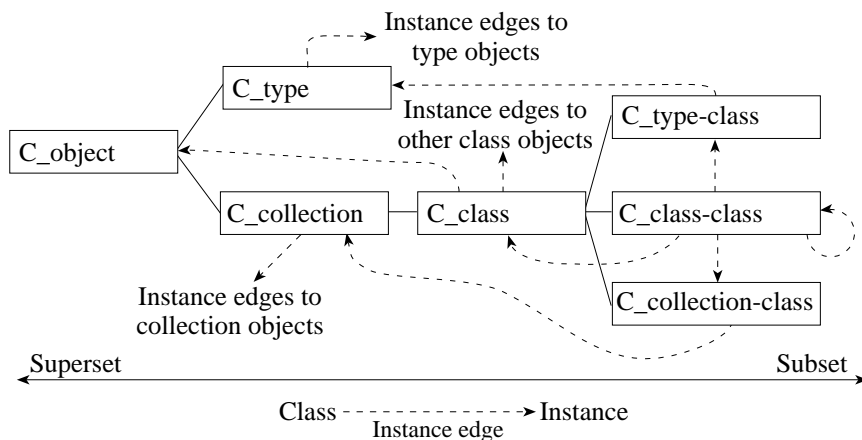 Instance edges to
type objects
C_type
Instance edges to
other class objects
C_type-class
C_object
C_collection
C_class
C_class-class
Instance edges to
collection objects
C_collection-class
Superset
Subset
Class
Instance
Instance edge